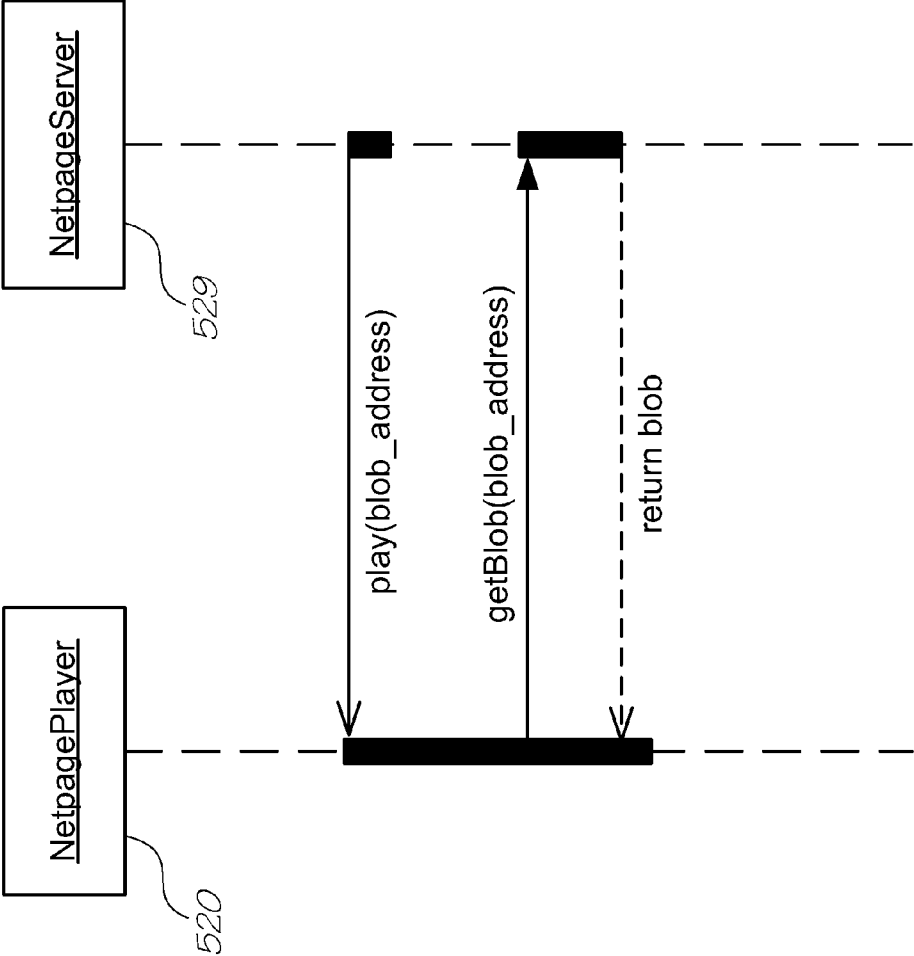 NetpagePlayer
520
NetpageServer
529
play(blob_address)
getBlob(blob_address)
return blob